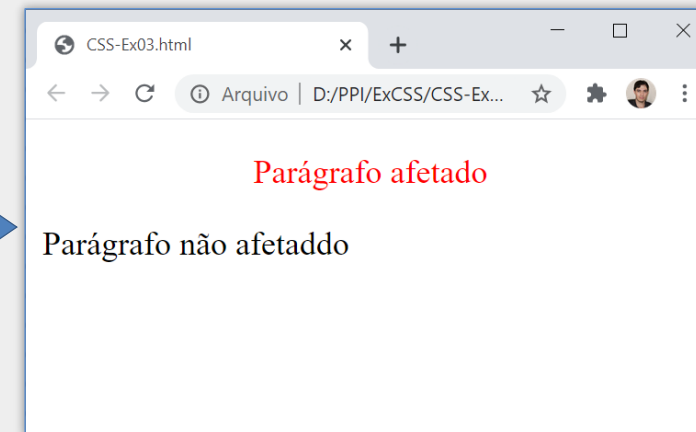 CSS-Ex03.html
Arquivo | D:/PPI/ExCSS/CSS-Ex...
Parágrafo afetado
Parágrafo não afetaddo